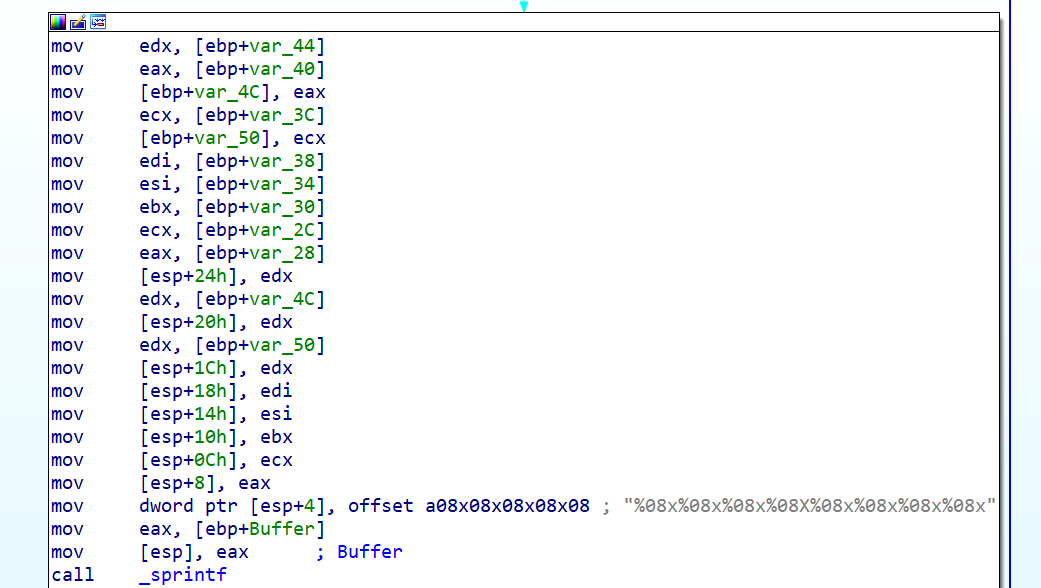 mov edx, [ebp+var_44]
mov eax, [ebp+var_40]
mov [ebp+var_4C], eax
mov ecx, [ebp+var_3C]
mov [ebp+var_50], ecx
mov edi, [ebp+var_38]
mov esi, [ebp+var_34]
mov ebx, [ebp+var_30]
mov ecx, [ebp+var_2C]
mov eax, [ebp+var_28]
mov [esp+24h], edx
mov edx, [ebp+var_4C]
mov [esp+20h], edx
mov edx, [ebp+var_50]
mov [esp+1Ch], edx
mov [esp+18h], edi
mov [esp+14h], esi
mov [esp+10h], ebx
mov [esp+0Ch], ecx
mov [esp+8], eax
mov dword ptr [esp+4], offset a08x08x08x08x08 ; "%08x%08x%08x%08X%08x%08x%08x%08x"
mov eax, [ebp+Buffer]
mov [esp], eax ; Buffer
call _sprintf